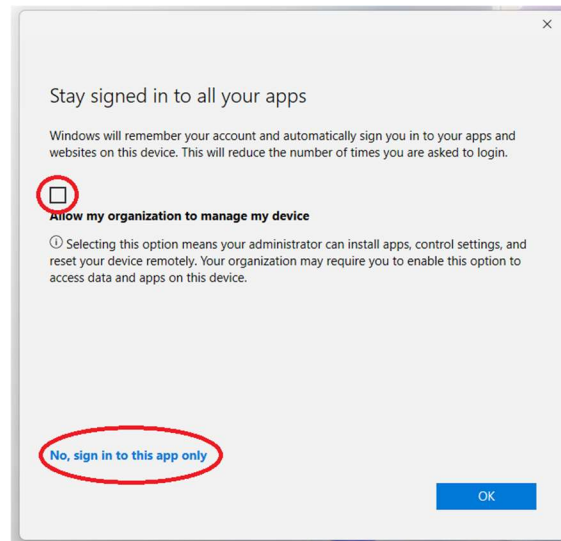 Stay signed in to all your apps
Windows will remember your account and automatically sign you in to your apps and
websites on this device. This will reduce the number of times you are asked to login.
Allow my organization to manage my device
Selecting this option means your administrator can install apps, control settings, and
reset your device remotely. Your organization may require you to enable this option to
access data and apps on this device.
No, sign in to this app only
OK